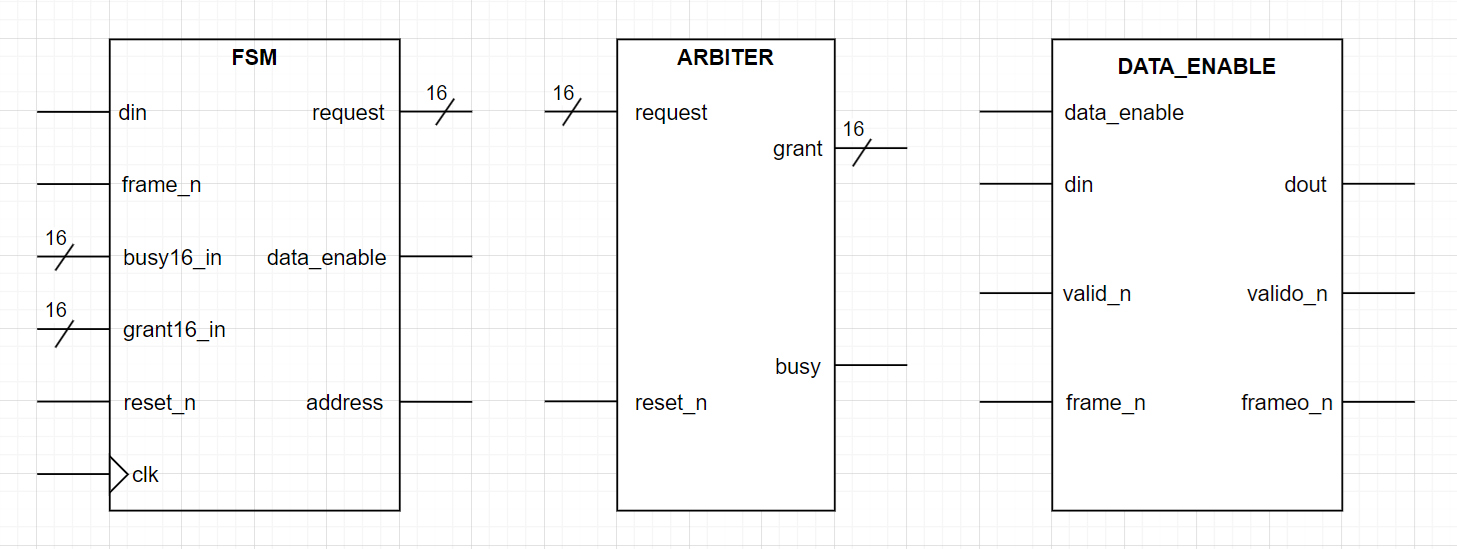 FSM
din
request
16
frame_n
16
busy16_in
data_enable
16
grant16_in
reset_n
address
clk
ARBITER
16
request
16
grant
busy
reset_n
DATA_ENABLE
data_enable
din
dout
valid_n
valido_n
frame_n
frameo_n